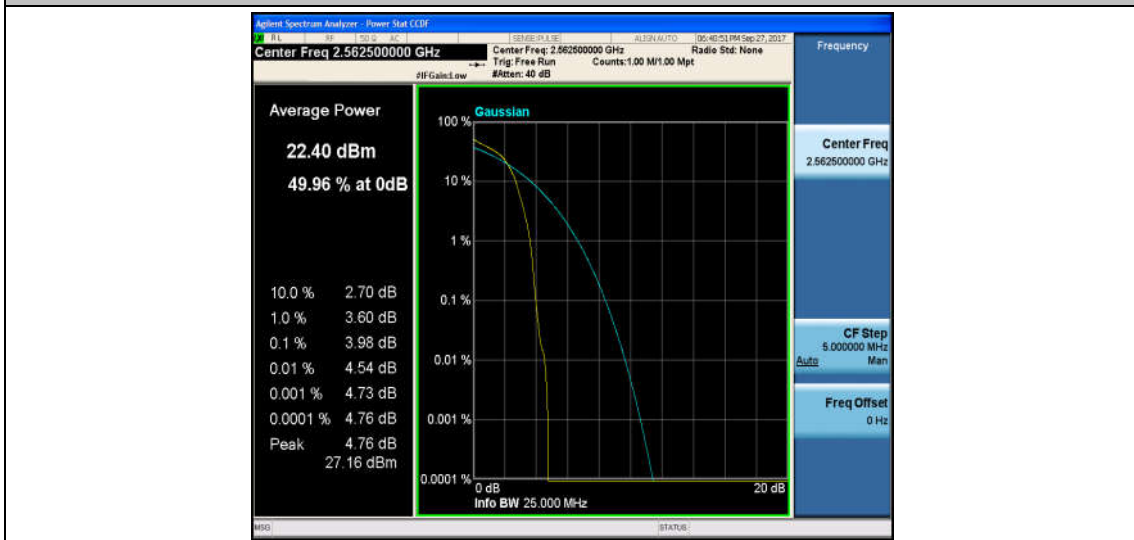 Agilent Spectrum Analyzer - Power Stat CCDF
RL RF 50 Ω AC SENSE:PULSE ALIGN AUTO 06:40:51 PM Sep 27, 2017
Center Freq 2.562500000 GHz
Center Freq: 2.562500000 GHz Radio Std: None
Trig: Free Run Counts:1.00 M/1.00 Mpt
#IFGain:Low #Atten: 40 dB
Frequency
Average Power
22.40 dBm
49.96 % at 0dB
10.0 % 2.70 dB
1.0 % 3.60 dB
0.1 % 3.98 dB
0.01 % 4.54 dB
0.001 % 4.73 dB
0.0001 % 4.76 dB
Peak 4.76 dB
27.16 dBm
Gaussian
100 %
10 %
1 %
0.1 %
0.01 %
0.001 %
0.0001 %
0 dB 20 dB
Info BW 25.000 MHz
Center Freq
2.562500000 GHz
CF Step
5.000000 MHz
Auto Man
Freq Offset
0 Hz
MSG STATUS